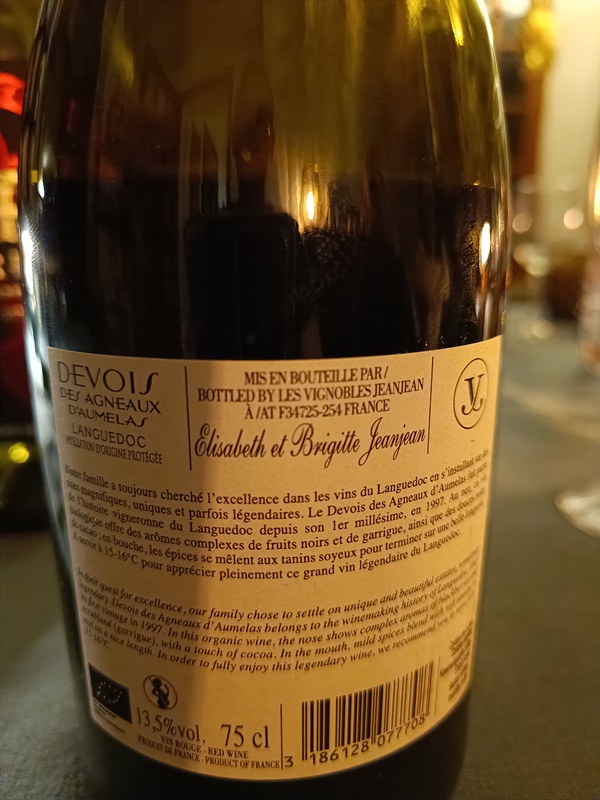 DEVOIS
DES AGNEAUX
D'AUMELAS
LANGUEDOC
APPELLATION D'ORIGINE PROTÉGÉE
MIS EN BOUTEILLE PAR /
BOTTLED BY LES VIGNOBLES JEANJEAN
À /AT F34725-254 FRANCE
Elisabeth et Brigitte Jeanjean
Notre famille a toujours cherché l'excellence dans les vins du Languedoc en s'installant sur des
sites magnifiques, uniques et parfois légendaires. Le Devois des Agneaux d'Aumelas fait partie
de l'histoire vigneronne du Languedoc depuis son 1er millésime, en 1997. Au nez, ce vin
biologique offre des arômes complexes de fruits noirs et de garrigue, ainsi que des
de cacao ; en bouche, les épices se mêlent aux tanins soyeux pour terminer sur une belle longueur.
A servir à 15-16°C pour apprécier pleinement ce grand vin légendaire du Languedoc.
In their quest for excellence, our family chose to settle on unique and beautiful estates,
legendary. Devois des Agneaux d'Aumelas belongs to the winemaking history of Languedoc
its first vintage in 1997. In this organic wine, the nose shows complex aromas of
scrubland (garrigue), with a touch of cocoa. In the mouth, mild spices blend with
and on a nice length. In order to fully enjoy this legendary wine, we recommend you to
15-16°C.
13,5%vol. 75 cl
VIN ROUGE - RED WINE
PRODUIT DE FRANCE - PRODUCT OF FRANCE
3 186128 077708